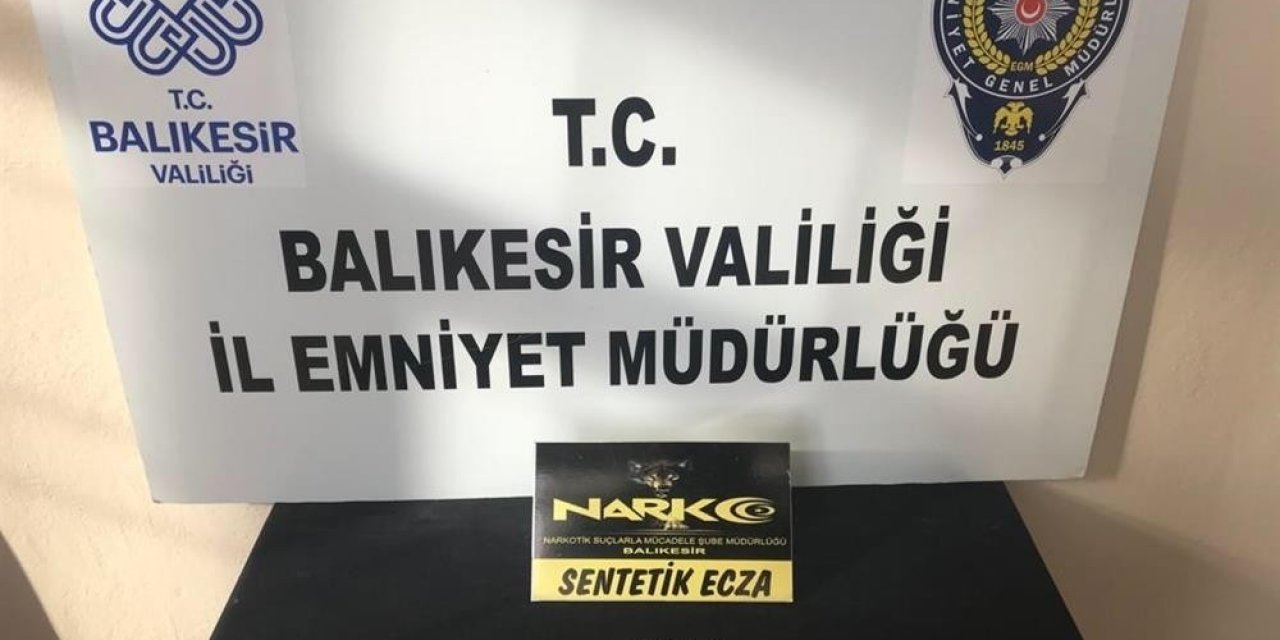 T.C.
BALIKESİR
VALİLİĞİ
EMNİYET GENEL MÜDÜRLÜ
EGM
1845
T.C.
BALIKESİR VALİLİĞİ
İL EMNİYET MÜDÜRLÜĞÜ
NARKO
NARKOTİK SUÇLARLA MÜCADELE ŞUBE MÜDÜRLÜĞÜ
BALIKESİR
SENTETİK ECZA